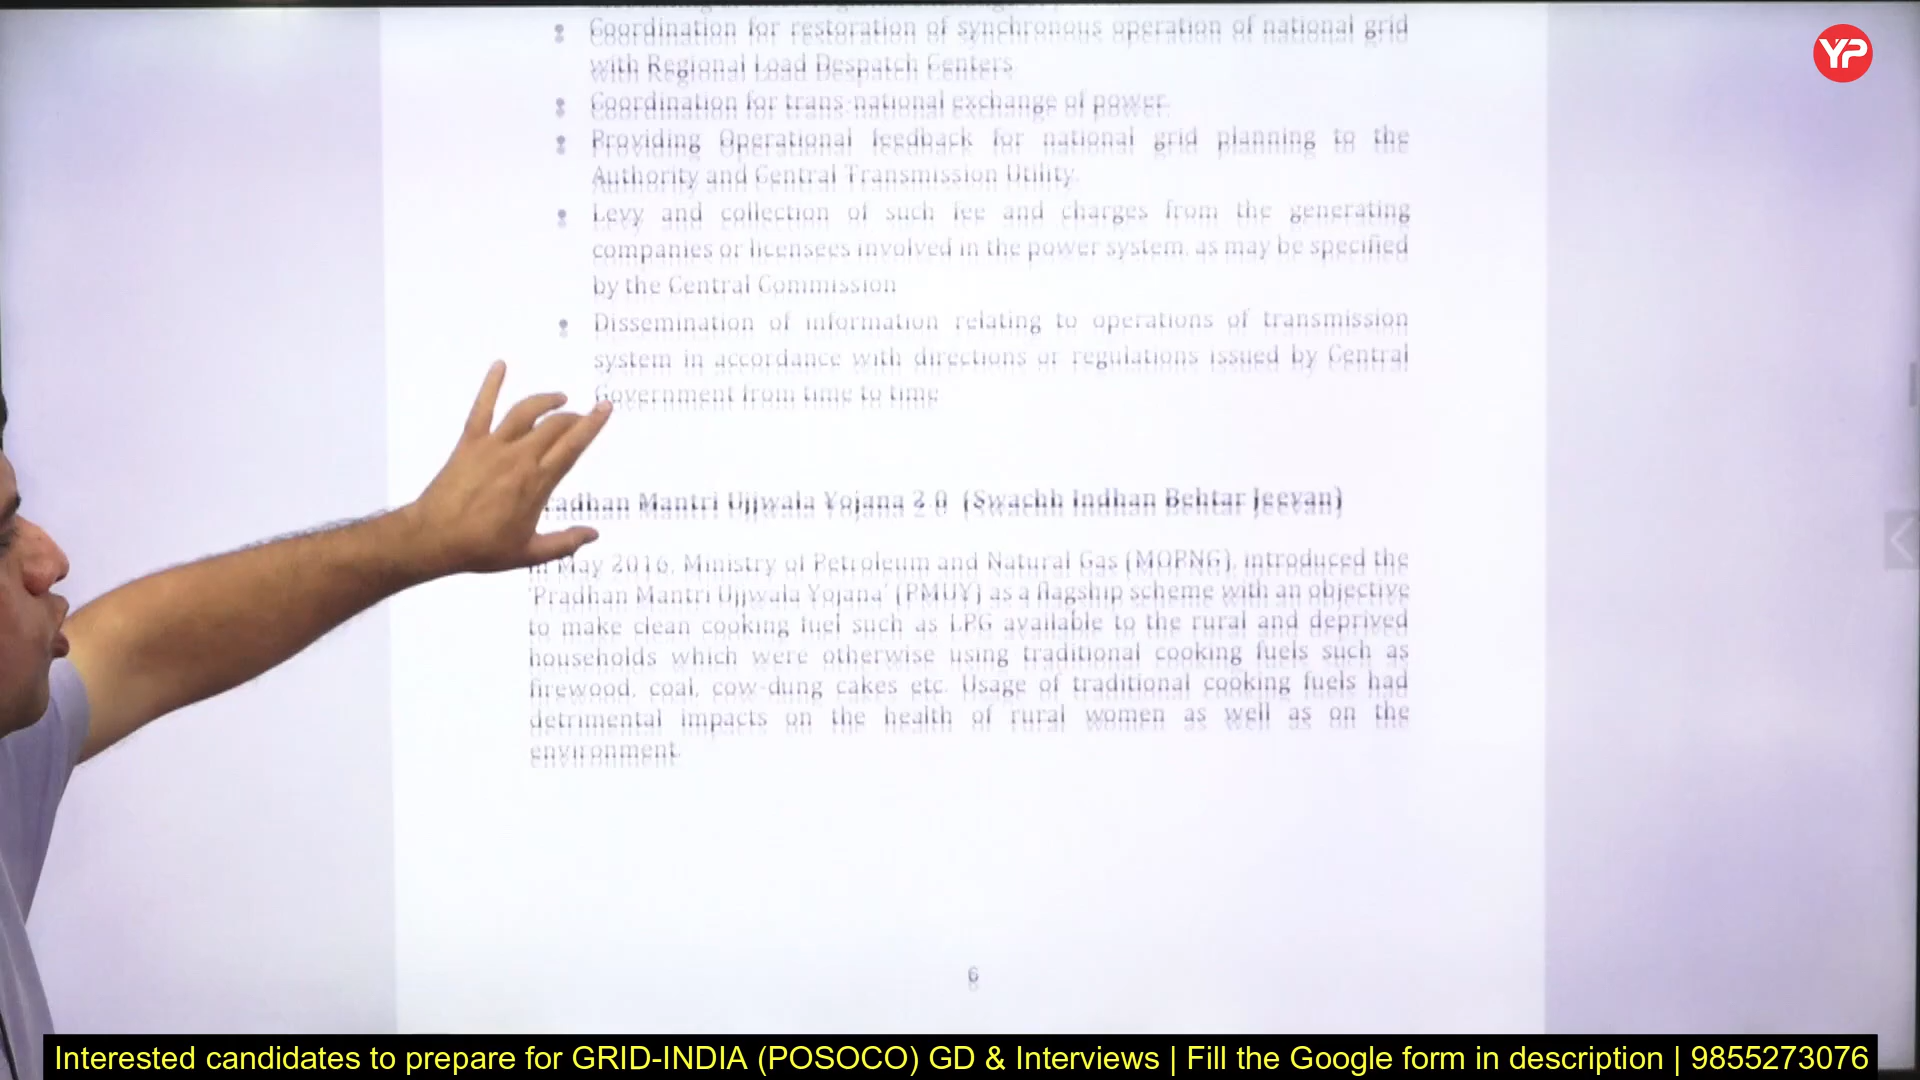 YP
Coordination for restoration of synchronous operation of national grid
with Regional Load Despatch Centers.
Coordination for trans-national exchange of power.
Providing Operational feedback for national grid planning to the
Authority and Central Transmission Utility.
Levy and collection of such fee and charges from the generating
companies or licensees involved in the power system, as may be specified
by the Central Commission
Dissemination of information relating to operations of transmission
system in accordance with directions or regulations issued by Central
Government from time to time
Mantri Ujjwala Yojana 2.0 (Swachh Indhan Behtar Jeevan)
May 2016, Ministry of Petroleum and Natural Gas (MOPNG), introduced the
'Pradhan Mantri Ujjwala Yojana' (PMUY) as a flagship scheme with an objective
to make clean cooking fuel such as LPG available to the rural and deprived
households which were otherwise using traditional cooking fuels such as
firewood, coal, cow-dung cakes etc. Usage of traditional cooking fuels had
detrimental impacts on the health of rural women as well as on the
environment.
6
Interested candidates to prepare for GRID-INDIA (POSOCO) GD & Interviews | Fill the Google form in description | 9855273076